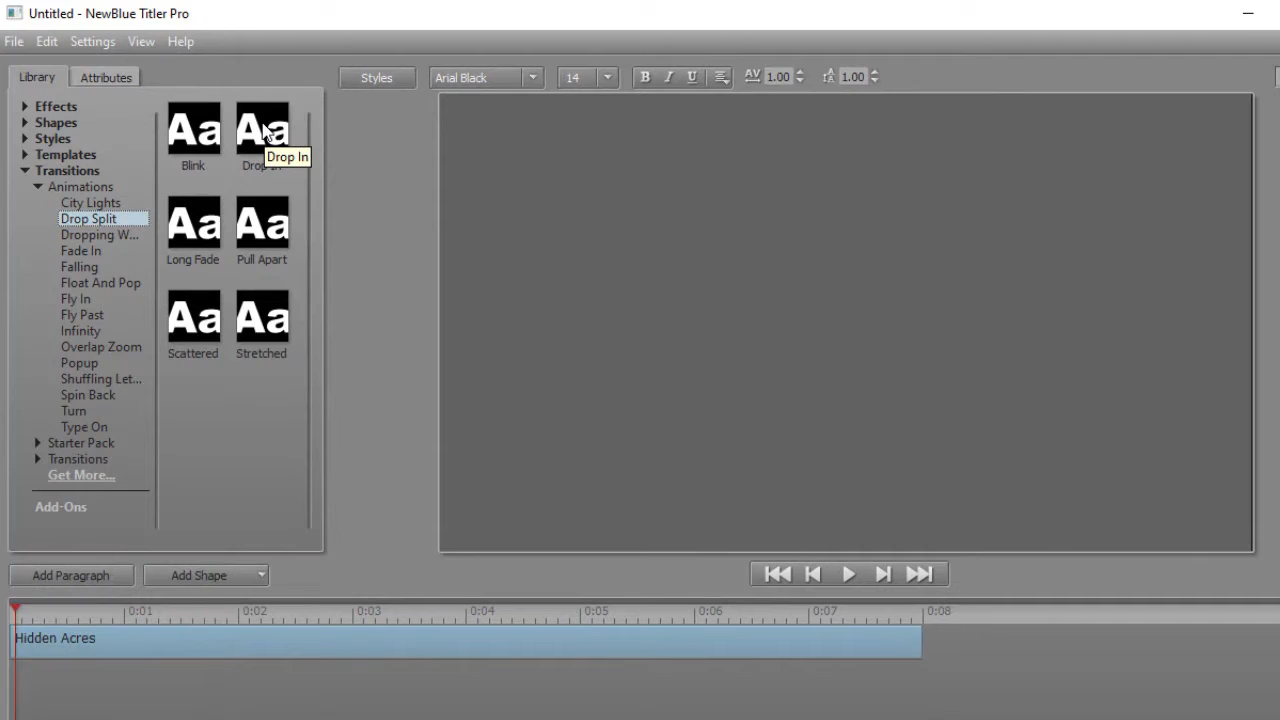 Untitled - NewBlue Titler Pro
File Edit Settings View Help
Library Attributes
Styles Arial Black 14 B I U AV 1.00 A 1.00
Effects
Shapes
Styles
Templates
Transitions
Animations
City Lights
Drop Split
Dropping W...
Fade In
Falling
Float And Pop
Fly In
Fly Past
Infinity
Overlap Zoom
Popup
Shuffling Let...
Spin Back
Turn
Type On
Starter Pack
Transitions
Get More...
Add-Ons
Aa Aa
Drop In
Blink Drop In
Aa Aa
Long Fade Pull Apart
Aa Aa
Scattered Stretched
Add Paragraph Add Shape
0:01 0:02 0:03 0:04 0:05 0:06 0:07 0:08
Hidden Acres